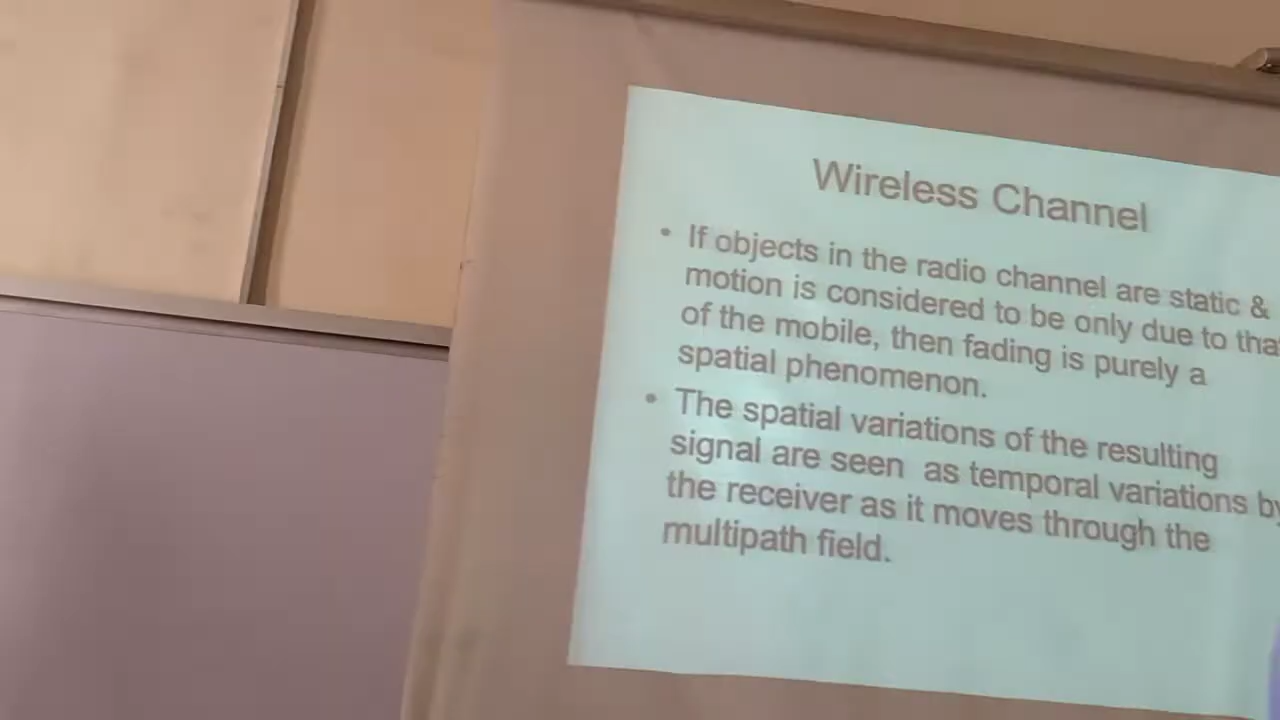 Wireless Channel
• If objects in the radio channel are static &
motion is considered to be only due to that
of the mobile, then fading is purely a
spatial phenomenon.
• The spatial variations of the resulting
signal are seen as temporal variations by
the receiver as it moves through the
multipath field.